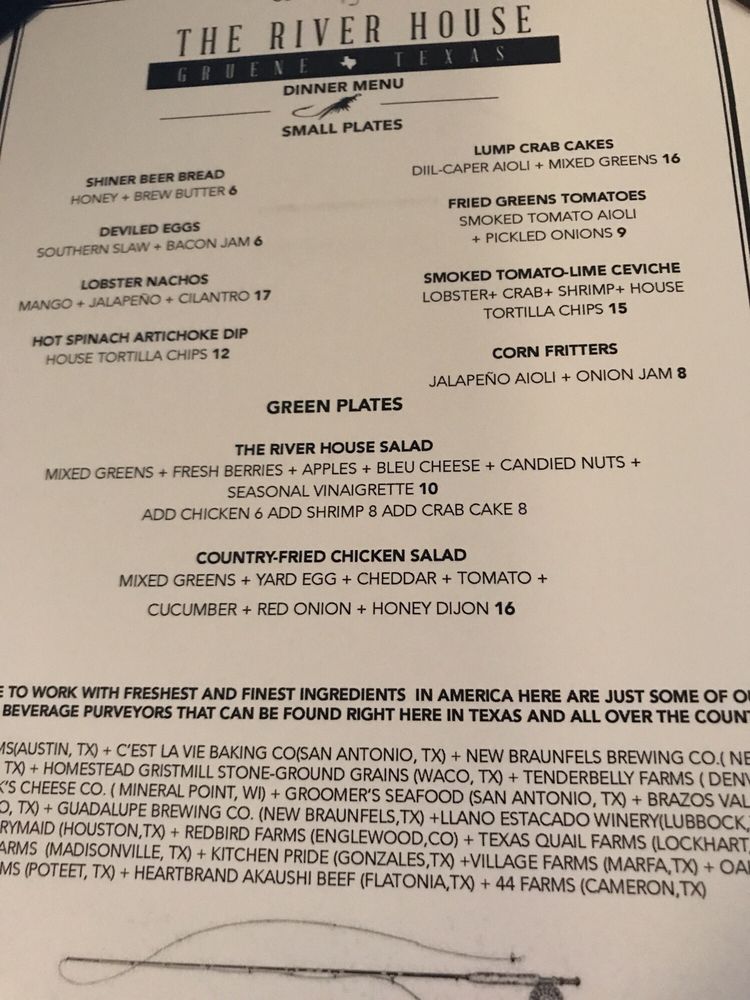 THE RIVER HOUSE
GRUENE TEXAS
DINNER MENU
SMALL PLATES
SHINER BEER BREAD
HONEY + BREW BUTTER 6
DEVILED EGGS
SOUTHERN SLAW + BACON JAM 6
LOBSTER NACHOS
MANGO + JALAPEÑO + CILANTRO 17
HOT SPINACH ARTICHOKE DIP
HOUSE TORTILLA CHIPS 12
LUMP CRAB CAKES
DIIL-CAPER AIOLI + MIXED GREENS 16
FRIED GREENS TOMATOES
SMOKED TOMATO AIOLI
+ PICKLED ONIONS 9
SMOKED TOMATO-LIME CEVICHE
LOBSTER+ CRAB+ SHRIMP+ HOUSE
TORTILLA CHIPS 15
CORN FRITTERS
JALAPEÑO AIOLI + ONION JAM 8
GREEN PLATES
THE RIVER HOUSE SALAD
MIXED GREENS + FRESH BERRIES + APPLES + BLEU CHEESE + CANDIED NUTS +
SEASONAL VINAIGRETTE 10
ADD CHICKEN 6 ADD SHRIMP 8 ADD CRAB CAKE 8
COUNTRY-FRIED CHICKEN SALAD
MIXED GREENS + YARD EGG + CHEDDAR + TOMATO +
CUCUMBER + RED ONION + HONEY DIJON 16
E TO WORK WITH FRESHEST AND FINEST INGREDIENTS IN AMERICA HERE ARE JUST SOME OF OU
BEVERAGE PURVEYORS THAT CAN BE FOUND RIGHT HERE IN TEXAS AND ALL OVER THE COUNT
MS(AUSTIN, TX) + C'EST LA VIE BAKING CO(SAN ANTONIO, TX) + NEW BRAUNFELS BREWING CO.( NE
TX) + HOMESTEAD GRISTMILL STONE-GROUND GRAINS (WACO, TX) + TENDERBELLY FARMS ( DENV
K'S CHEESE CO. ( MINERAL POINT, WI) + GROOMER'S SEAFOOD (SAN ANTONIO, TX) + BRAZOS VAL
O, TX) + GUADALUPE BREWING CO. (NEW BRAUNFELS,TX) +LLANO ESTACADO WINERY(LUBBOCK,
RYMAID (HOUSTON,TX) + REDBIRD FARMS (ENGLEWOOD,CO) + TEXAS QUAIL FARMS (LOCKHART,
ARMS (MADISONVILLE, TX) + KITCHEN PRIDE (GONZALES,TX) +VILLAGE FARMS (MARFA,TX) + OA
MS (POTEET, TX) + HEARTBRAND AKAUSHI BEEF (FLATONIA,TX) + 44 FARMS (CAMERON,TX)